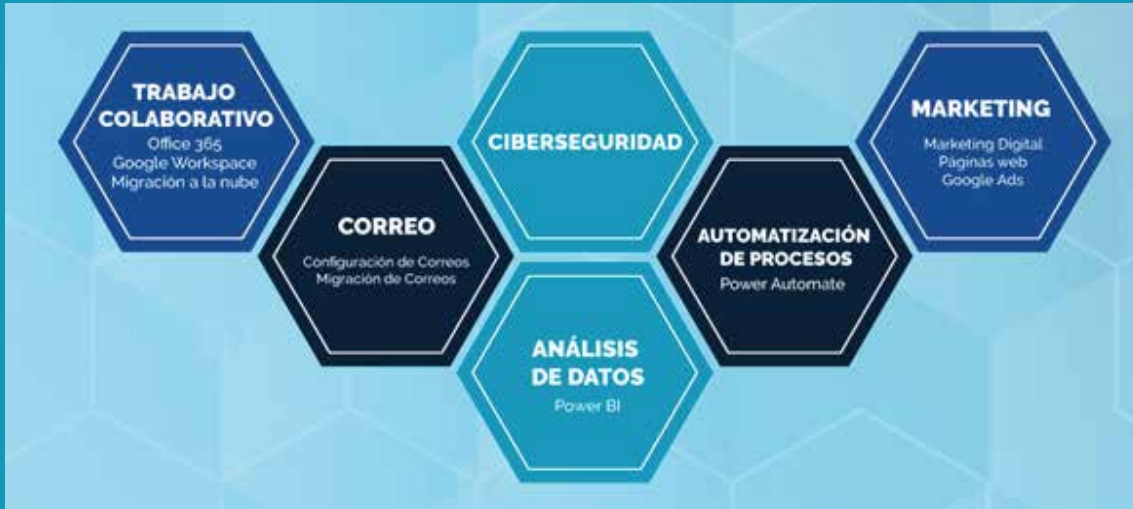 TRABAJO
COLABORATIVO
Office 365
Google Workspace
Migración a la nube
CORREO
Configuración de Correos
Migración de Correos
CIBERSEGURIDAD
ANÁLISIS
DE DATOS
Power BI
AUTOMATIZACIÓN
DE PROCESOS
Power Automate
MARKETING
Marketing Digital
Páginas web
Google Ads